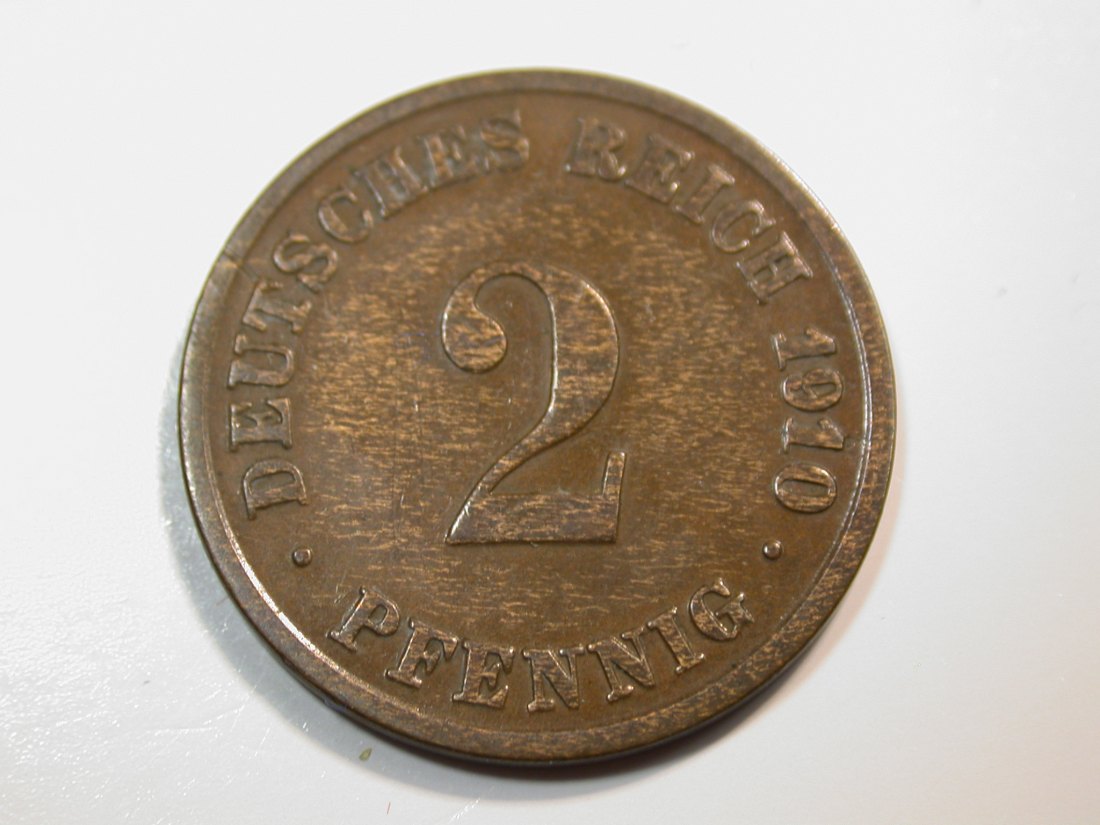 DEUTSCHES REICH 1910
2
· PFENNIG ·